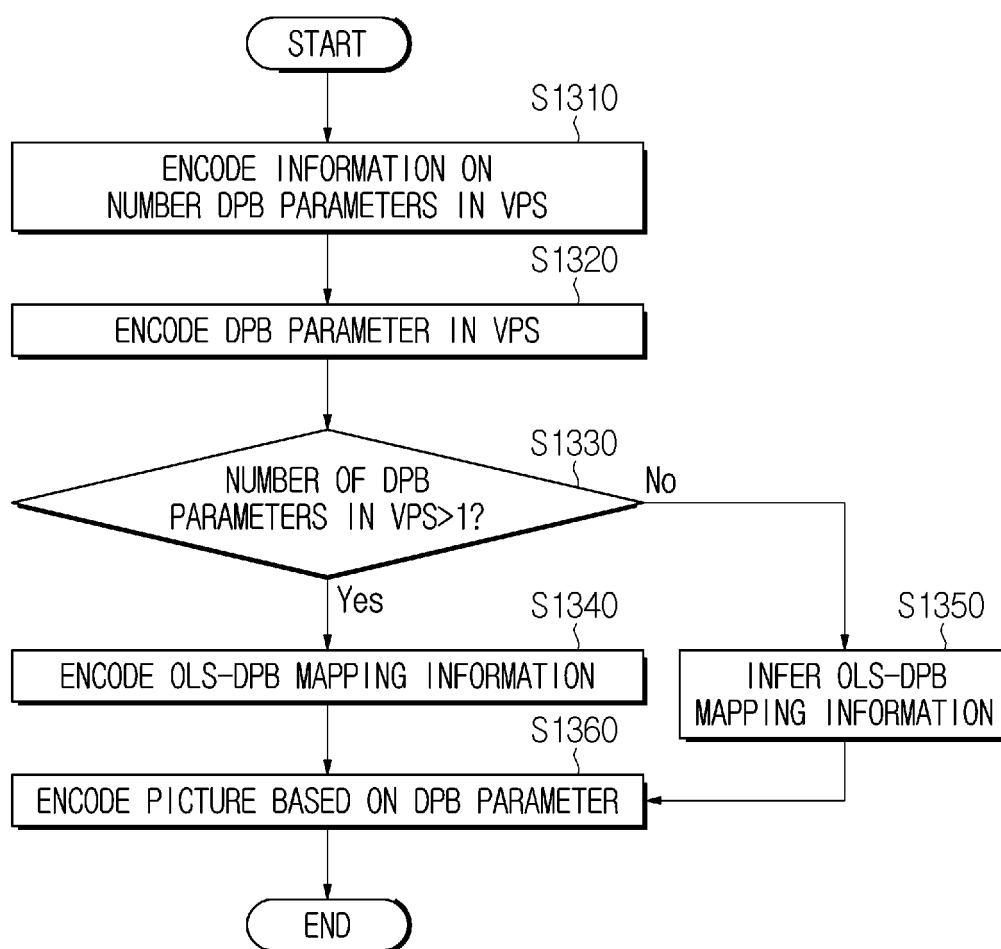 START
S1310
ENCODE INFORMATION ON
NUMBER DPB PARAMETERS IN VPS
S1320
ENCODE DPB PARAMETER IN VPS
S1330
NUMBER OF DPB
PARAMETERS IN VPS>1?
No
Yes
S1340
ENCODE OLS-DPB MAPPING INFORMATION
S1350
INFER OLS-DPB
MAPPING INFORMATION
S1360
ENCODE PICTURE BASED ON DPB PARAMETER
END